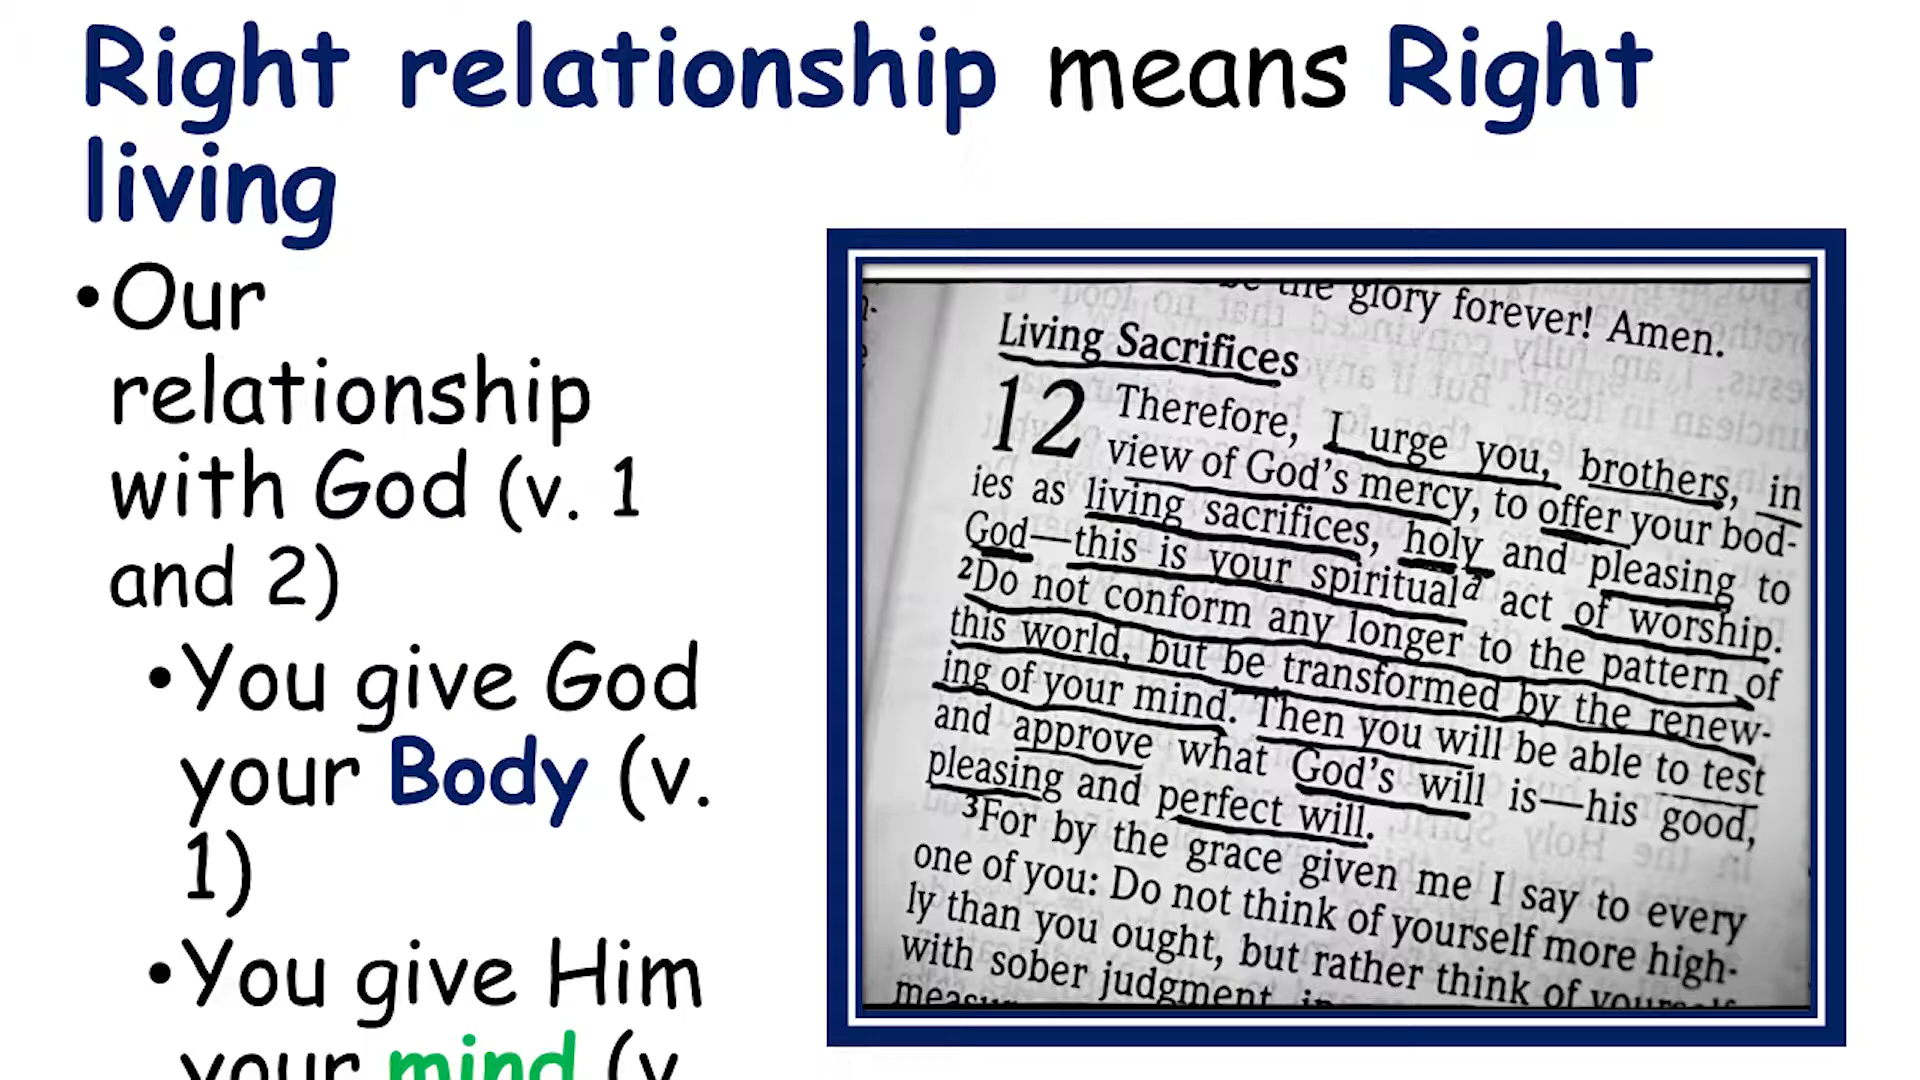 Right relationship means Right
living
•Our
relationship
with God (v. 1
and 2)
•You give God
your Body (v.
1)
•You give Him
your mind (v.
the glory forever! Amen.
Living Sacrifices
12 Therefore, I urge you, brothers, in
view of God's mercy, to offer your bod-
ies as living sacrifices, holy and pleasing to
God—this is your spiritualᵃ act of worship.
²Do not conform any longer to the pattern of
this world, but be transformed by the renew-
ing of your mind. Then you will be able to test
and approve what God's will is—his good,
pleasing and perfect will.
³For by the grace given me I say to every
one of you: Do not think of yourself more high-
ly than you ought, but rather think of yourself
with sober judgment, in